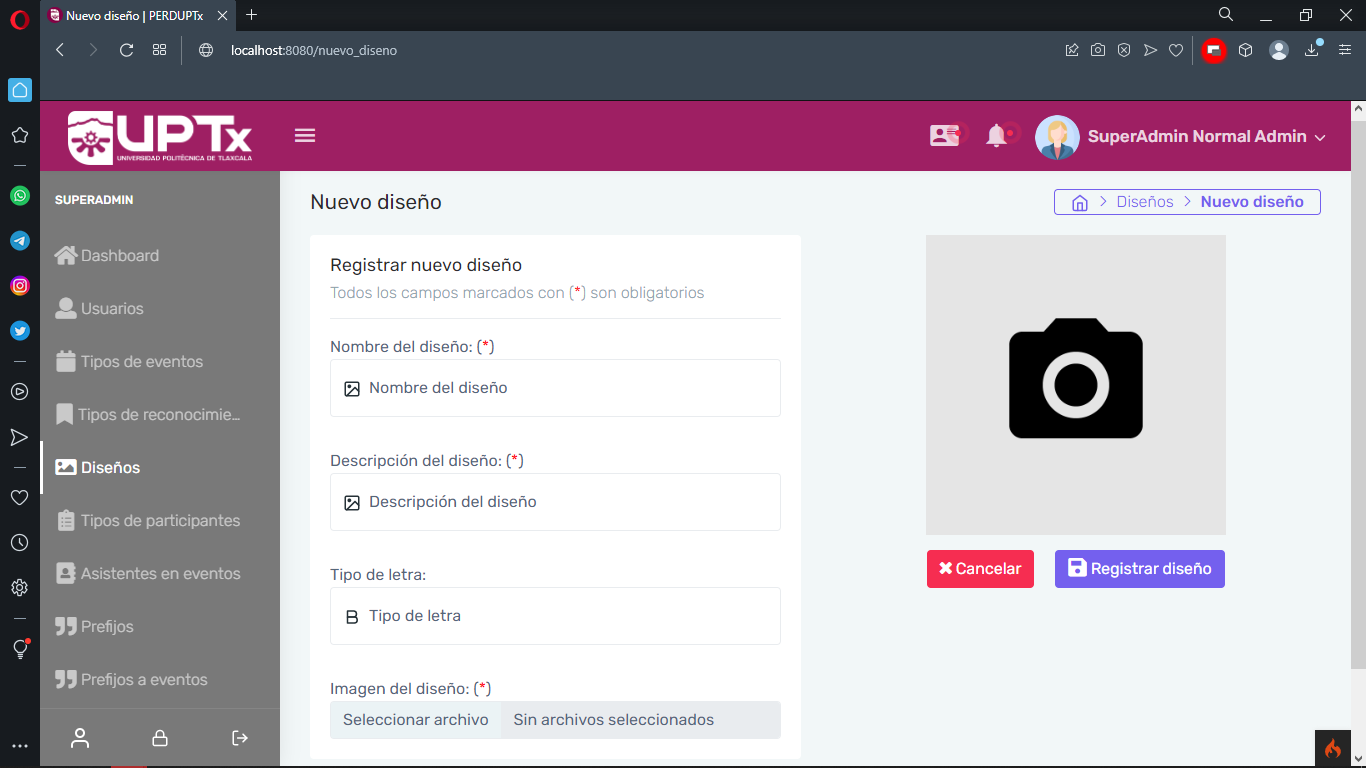 Nuevo diseño | PERDUPTx
localhost:8080/nuevo_diseno
UPTx
UNIVERSIDAD POLITÉCNICA DE TLAXCALA
SuperAdmin Normal Admin
SUPERADMIN
Dashboard
Usuarios
Tipos de eventos
Tipos de reconocimie...
Diseños
Tipos de participantes
Asistentes en eventos
Prefijos
Prefijos a eventos
Nuevo diseño
Diseños
Nuevo diseño
Registrar nuevo diseño
Todos los campos marcados con (*) son obligatorios
Nombre del diseño: (*)
Nombre del diseño
Descripción del diseño: (*)
Descripción del diseño
Tipo de letra:
Tipo de letra
Imagen del diseño: (*)
Seleccionar archivo Sin archivos seleccionados
Cancelar
Registrar diseño